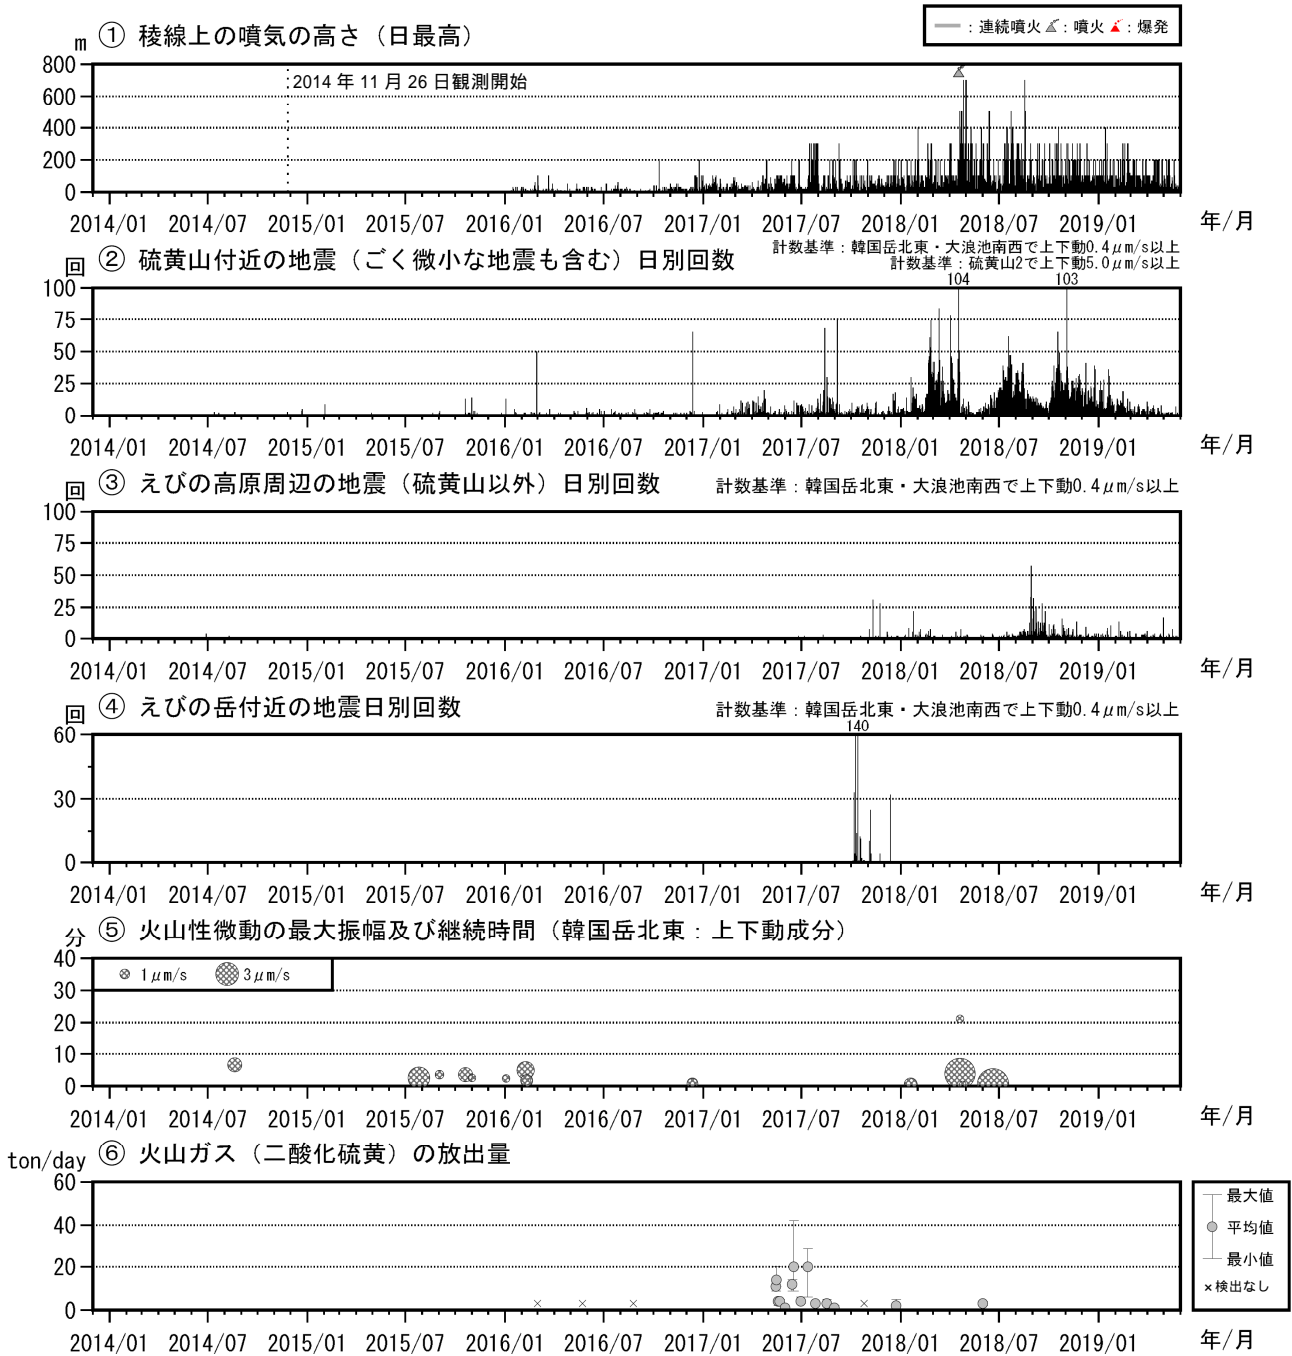 ① 稜線上の噴気の高さ（日最高）
：連続噴火 ：噴火 ：爆発
m
800
600
400
200
0
2014年11月26日観測開始
2014/01 2014/07 2015/01 2015/07 2016/01 2016/07 2017/01 2017/07 2018/01 2018/07 2019/01 年/月
② 硫黄山付近の地震（ごく微小な地震も含む）日別回数
計数基準：韓国岳北東・大浪池南西で上下動0.4μm/s以上
計数基準：硫黄山2で上下動5.0μm/s以上
回
104 103
100
75
50
25
0
2014/01 2014/07 2015/01 2015/07 2016/01 2016/07 2017/01 2017/07 2018/01 2018/07 2019/01 年/月
③ えびの高原周辺の地震（硫黄山以外）日別回数
計数基準：韓国岳北東・大浪池南西で上下動0.4μm/s以上
回
100
75
50
25
0
2014/01 2014/07 2015/01 2015/07 2016/01 2016/07 2017/01 2017/07 2018/01 2018/07 2019/01 年/月
④ えびの岳付近の地震日別回数
計数基準：韓国岳北東・大浪池南西で上下動0.4μm/s以上
回
140
60
30
0
2014/01 2014/07 2015/01 2015/07 2016/01 2016/07 2017/01 2017/07 2018/01 2018/07 2019/01 年/月
⑤ 火山性微動の最大振幅及び継続時間（韓国岳北東：上下動成分）
分
40
30
20
10
0
1μm/s 3μm/s
2014/01 2014/07 2015/01 2015/07 2016/01 2016/07 2017/01 2017/07 2018/01 2018/07 2019/01 年/月
⑥ 火山ガス（二酸化硫黄）の放出量
ton/day
60
40
20
0
最大値
平均値
最小値
×検出なし
2014/01 2014/07 2015/01 2015/07 2016/01 2016/07 2017/01 2017/07 2018/01 2018/07 2019/01 年/月